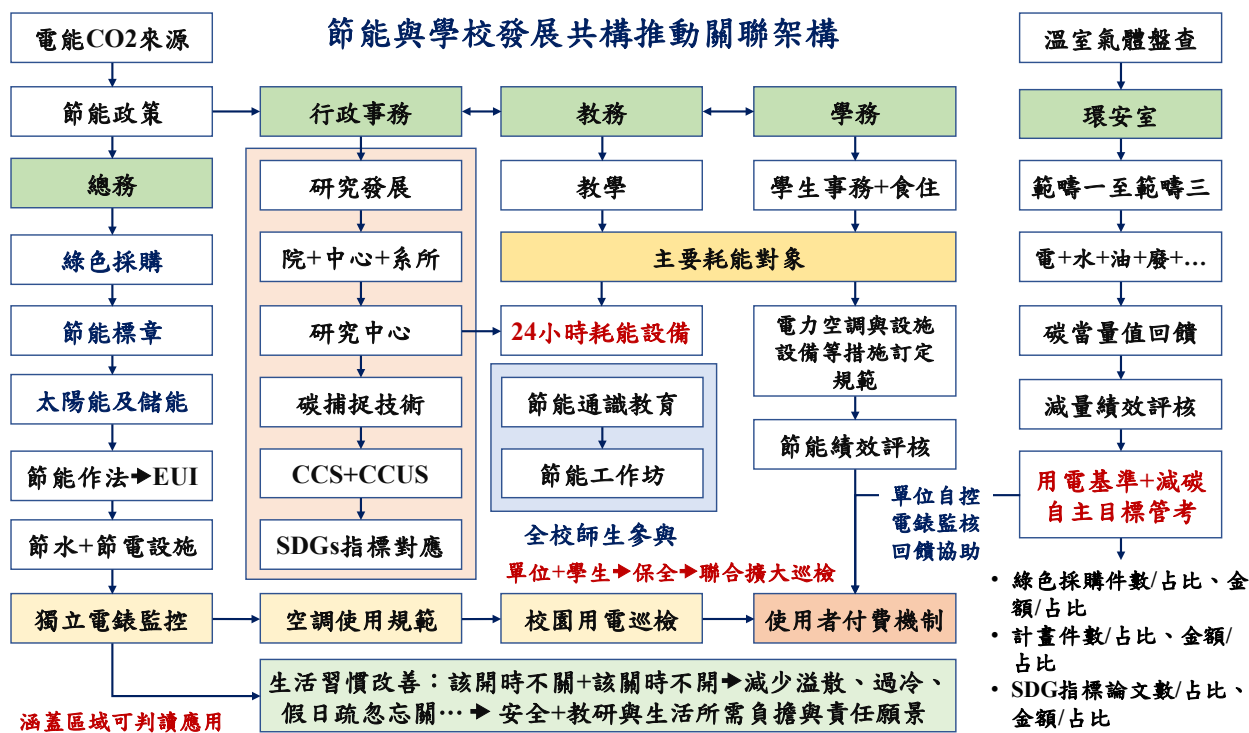 節能與學校發展共構推動關聯架構
電能CO2來源
節能政策
總務
綠色採購
節能標章
太陽能及儲能
節能作法➔EUI
節水+節電設施
獨立電錶監控
涵蓋區域可判讀應用
行政事務
研究發展
院+中心+系所
研究中心
碳捕捉技術
CCS+CCUS
SDGs指標對應
空調使用規範
教務
教學
主要耗能對象
24小時耗能設備
節能通識教育
節能工作坊
全校師生參與
單位+學生➔保全➔聯合擴大巡檢
校園用電巡檢
學務
學生事務+食住
電力空調與設施
設備等措施訂定
規範
節能績效評核
單位自控
電錶監核
回饋協助
使用者付費機制
生活習慣改善：該開時不關+該關時不開➔減少溢散、過冷、
假日疏忽忘關…➔ 安全+教研與生活所需負擔與責任願景
溫室氣體盤查
環安室
範疇一至範疇三
電+水+油+廢+…
碳當量值回饋
減量績效評核
用電基準+減碳
自主目標管考
• 綠色採購件數/占比、金
額/占比
• 計畫件數/占比、金額/
占比
• SDG指標論文數/占比、
金額/占比